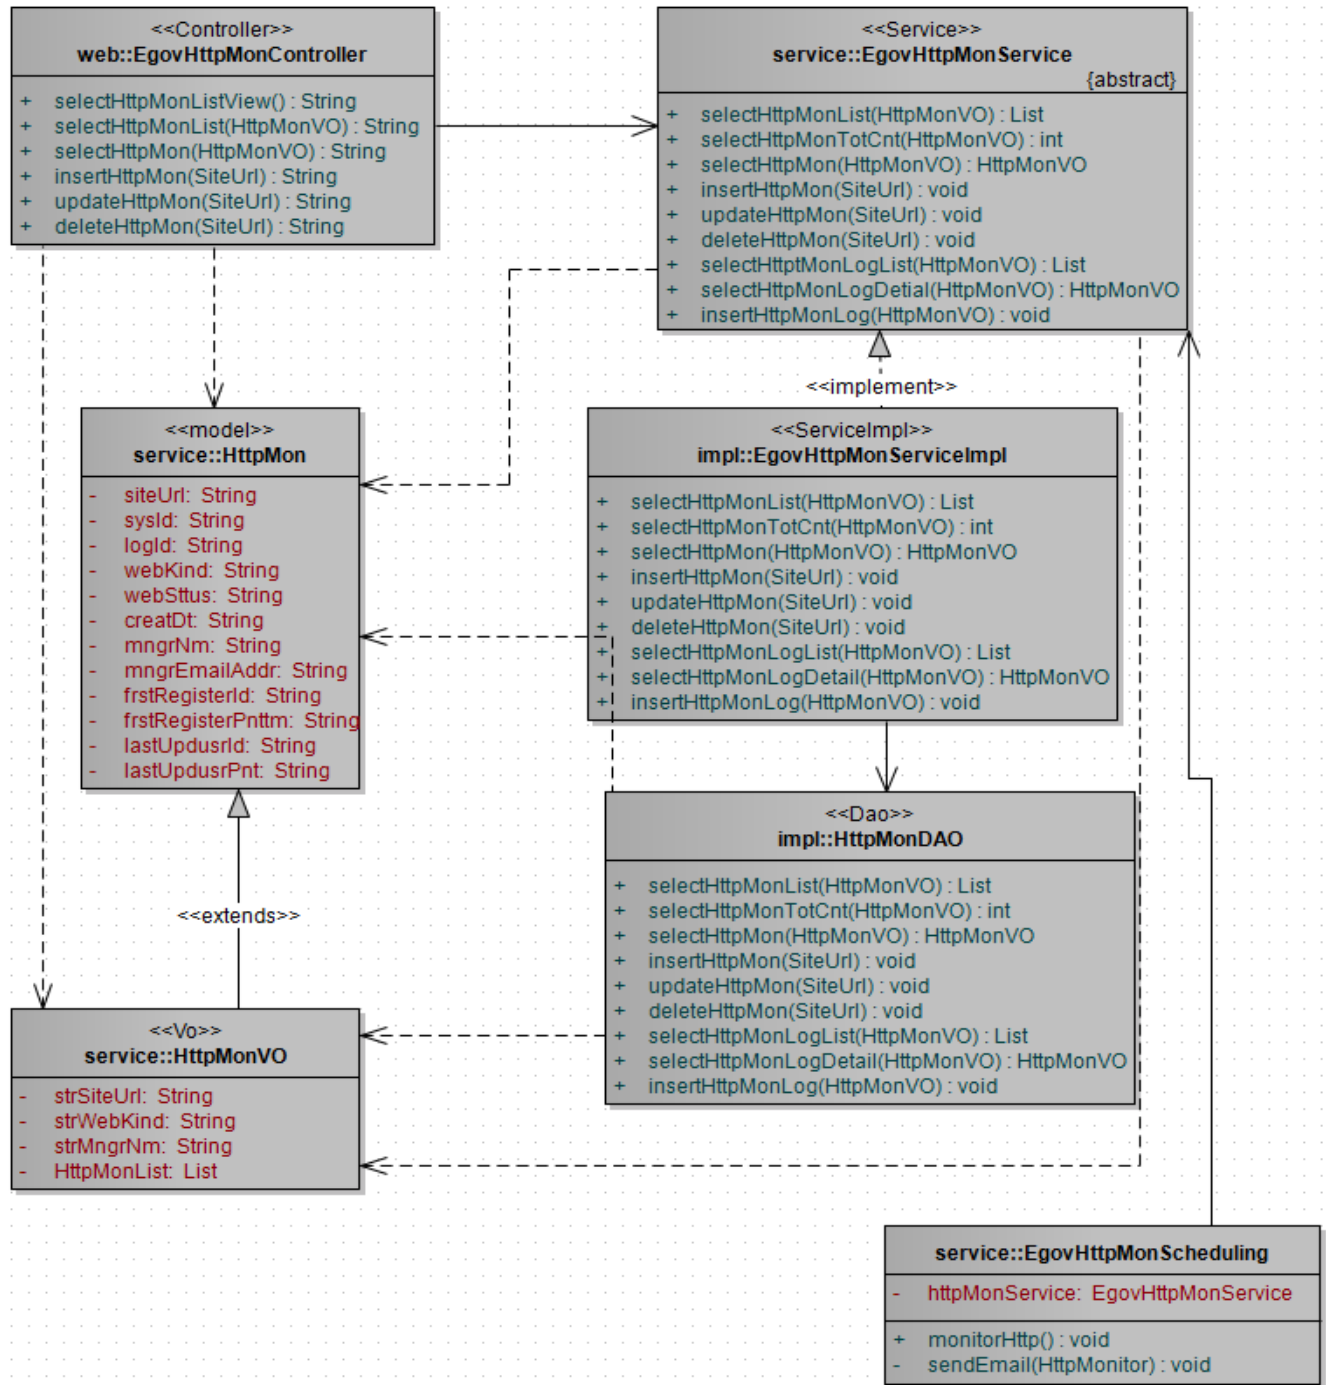 <<Controller>>
web::EgovHttpMonController
+ selectHttpMonListView() : String
+ selectHttpMonList(HttpMonVO) : String
+ selectHttpMon(HttpMonVO) : String
+ insertHttpMon(SiteUrl) : String
+ updateHttpMon(SiteUrl) : String
+ deleteHttpMon(SiteUrl) : String
<<Service>>
service::EgovHttpMonService
{abstract}
+ selectHttpMonList(HttpMonVO) : List
+ selectHttpMonTotCnt(HttpMonVO) : int
+ selectHttpMon(HttpMonVO) : HttpMonVO
+ insertHttpMon(SiteUrl) : void
+ updateHttpMon(SiteUrl) : void
+ deleteHttpMon(SiteUrl) : void
+ selectHttptMonLogList(HttpMonVO) : List
+ selectHttpMonLogDetial(HttpMonVO) : HttpMonVO
+ insertHttpMonLog(HttpMonVO) : void
<<implement>>
<<model>>
service::HttpMon
- siteUrl: String
- sysId: String
- logId: String
- webKind: String
- webSttus: String
- creatDt: String
- mngrNm: String
- mngrEmailAddr: String
- frstRegisterId: String
- frstRegisterPnttm: String
- lastUpdusrId: String
- lastUpdusrPnt: String
<<ServiceImpl>>
impl::EgovHttpMonServiceImpl
+ selectHttpMonList(HttpMonVO) : List
+ selectHttpMonTotCnt(HttpMonVO) : int
+ selectHttpMon(HttpMonVO) : HttpMonVO
+ insertHttpMon(SiteUrl) : void
+ updateHttpMon(SiteUrl) : void
+ deleteHttpMon(SiteUrl) : void
+ selectHttpMonLogList(HttpMonVO) : List
+ selectHttpMonLogDetail(HttpMonVO) : HttpMonVO
+ insertHttpMonLog(HttpMonVO) : void
<<Dao>>
impl::HttpMonDAO
+ selectHttpMonList(HttpMonVO) : List
+ selectHttpMonTotCnt(HttpMonVO) : int
+ selectHttpMon(HttpMonVO) : HttpMonVO
+ insertHttpMon(SiteUrl) : void
+ updateHttpMon(SiteUrl) : void
+ deleteHttpMon(SiteUrl) : void
+ selectHttpMonLogList(HttpMonVO) : List
+ selectHttpMonLogDetail(HttpMonVO) : HttpMonVO
+ insertHttpMonLog(HttpMonVO) : void
<<extends>>
<<Vo>>
service::HttpMonVO
- strSiteUrl: String
- strWebKind: String
- strMngrNm: String
- HttpMonList: List
service::EgovHttpMonScheduling
- httpMonService: EgovHttpMonService
+ monitorHttp() : void
- sendEmail(HttpMonitor) : void